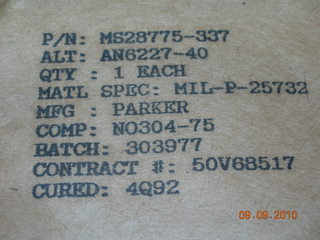 P/N: MS28775-337
ALT: AN6227-40
QTY : 1 EACH
MATL SPEC: MIL-P-25732
MFG : PARKER
COMP: NO304-75
BATCH: 303977
CONTRACT #: 50V68517
CURED: 4Q92
09.09.2010